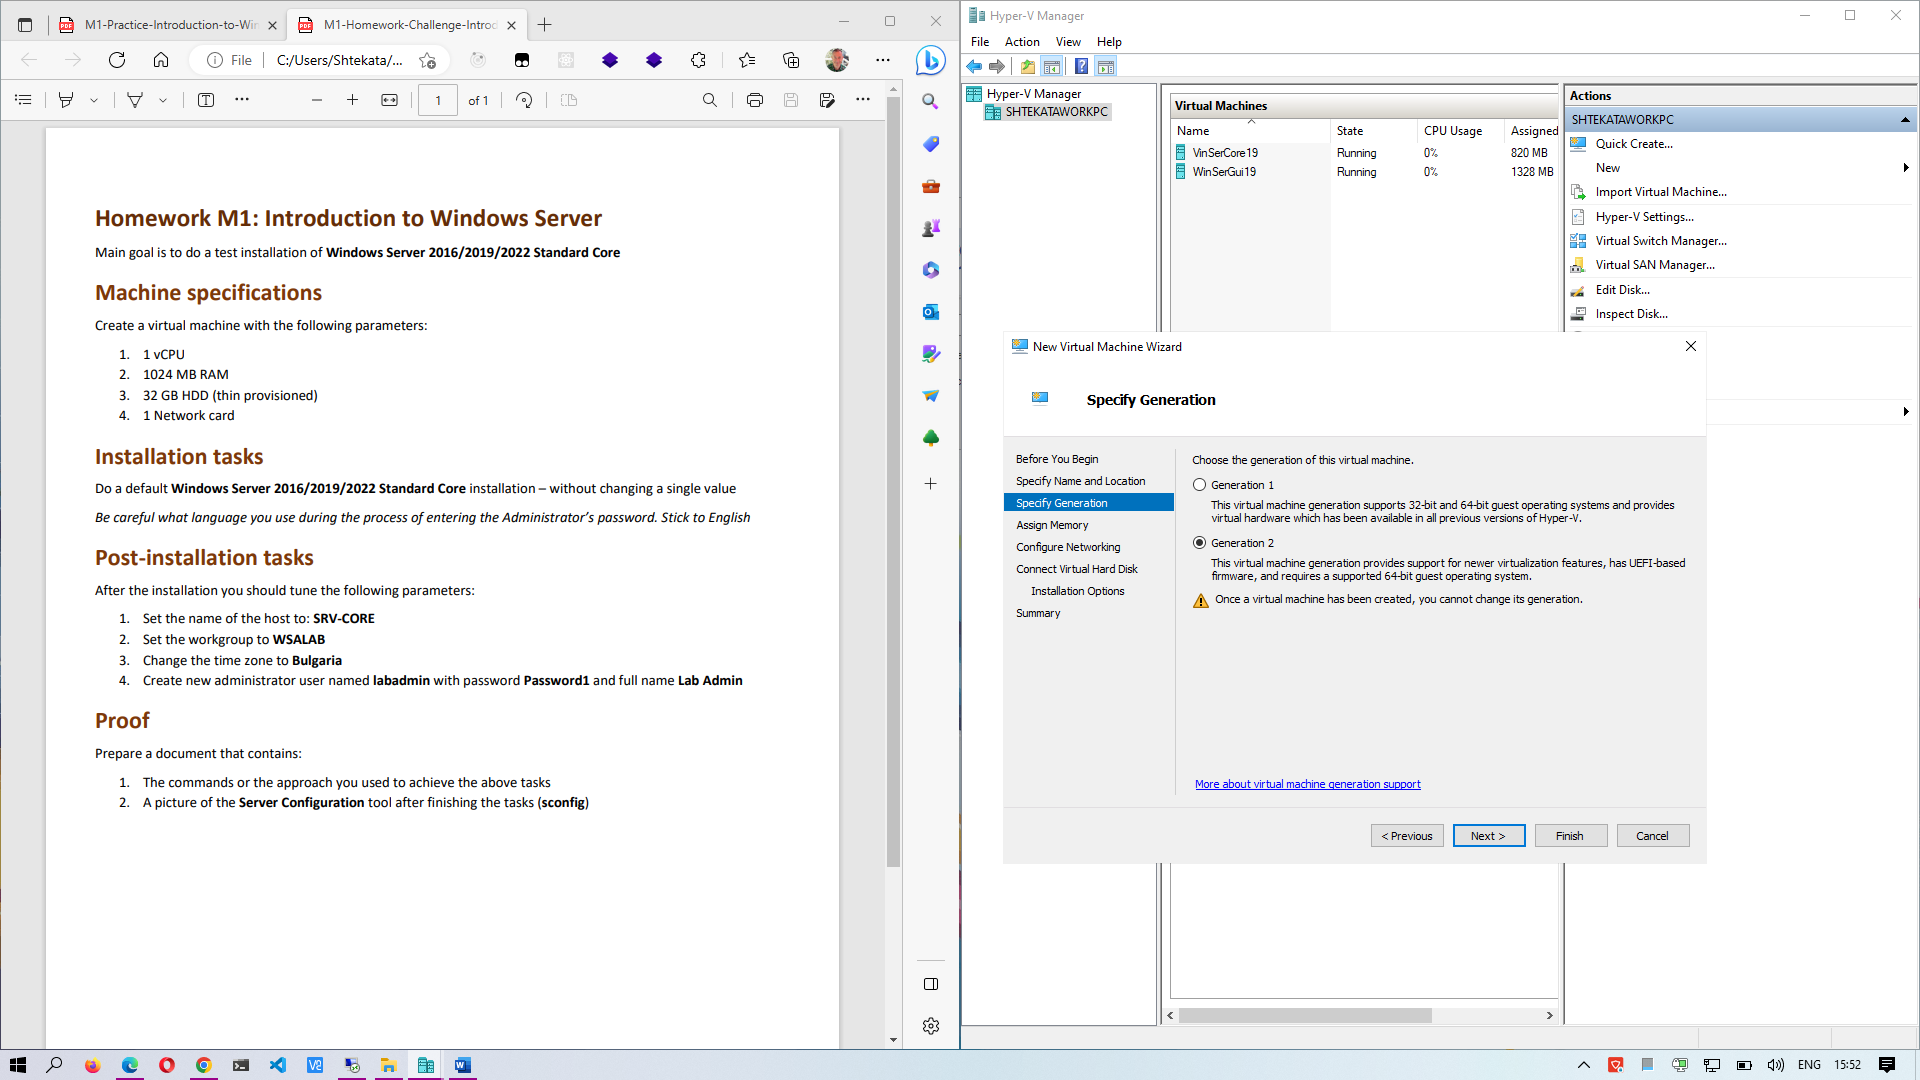 M1-Practice-Introduction-to-Win
M1-Homework-Challenge-Introd
File
C:/Users/Shtekata/...
1
of 1
Homework M1: Introduction to Windows Server
Main goal is to do a test installation of Windows Server 2016/2019/2022 Standard Core
Machine specifications
Create a virtual machine with the following parameters:
1. 1 vCPU
2. 1024 MB RAM
3. 32 GB HDD (thin provisioned)
4. 1 Network card
Installation tasks
Do a default Windows Server 2016/2019/2022 Standard Core installation – without changing a single value
Be careful what language you use during the process of entering the Administrator's password. Stick to English
Post-installation tasks
After the installation you should tune the following parameters:
1. Set the name of the host to: SRV-CORE
2. Set the workgroup to WSALAB
3. Change the time zone to Bulgaria
4. Create new administrator user named labadmin with password Password1 and full name Lab Admin
Proof
Prepare a document that contains:
1. The commands or the approach you used to achieve the above tasks
2. A picture of the Server Configuration tool after finishing the tasks (sconfig)
Hyper-V Manager
File Action View Help
Hyper-V Manager
SHTEKATAWORKPC
Virtual Machines
Name State CPU Usage Assigned
VinSerCore19 Running 0% 820 MB
WinSerGui19 Running 0% 1328 MB
Actions
SHTEKATAWORKPC
Quick Create...
New
Import Virtual Machine...
Hyper-V Settings...
Virtual Switch Manager...
Virtual SAN Manager...
Edit Disk...
Inspect Disk...
New Virtual Machine Wizard
Specify Generation
Before You Begin
Specify Name and Location
Specify Generation
Assign Memory
Configure Networking
Connect Virtual Hard Disk
Installation Options
Summary
Choose the generation of this virtual machine.
Generation 1
This virtual machine generation supports 32-bit and 64-bit guest operating systems and provides
virtual hardware which has been available in all previous versions of Hyper-V.
Generation 2
This virtual machine generation provides support for newer virtualization features, has UEFI-based
firmware, and requires a supported 64-bit guest operating system.
Once a virtual machine has been created, you cannot change its generation.
More about virtual machine generation support
< Previous
Next >
Finish
Cancel
ENG
15:52